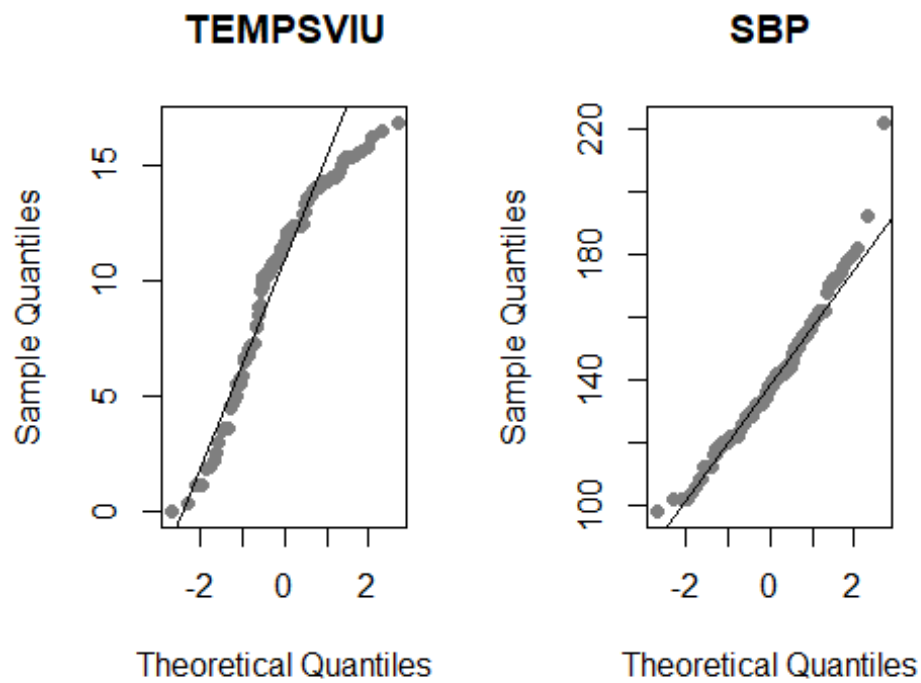 TEMPSVIU
Sample Quantiles
15
10
5
0
-2 0 2
Theoretical Quantiles
SBP
Sample Quantiles
220
180
140
100
-2 0 2
Theoretical Quantiles